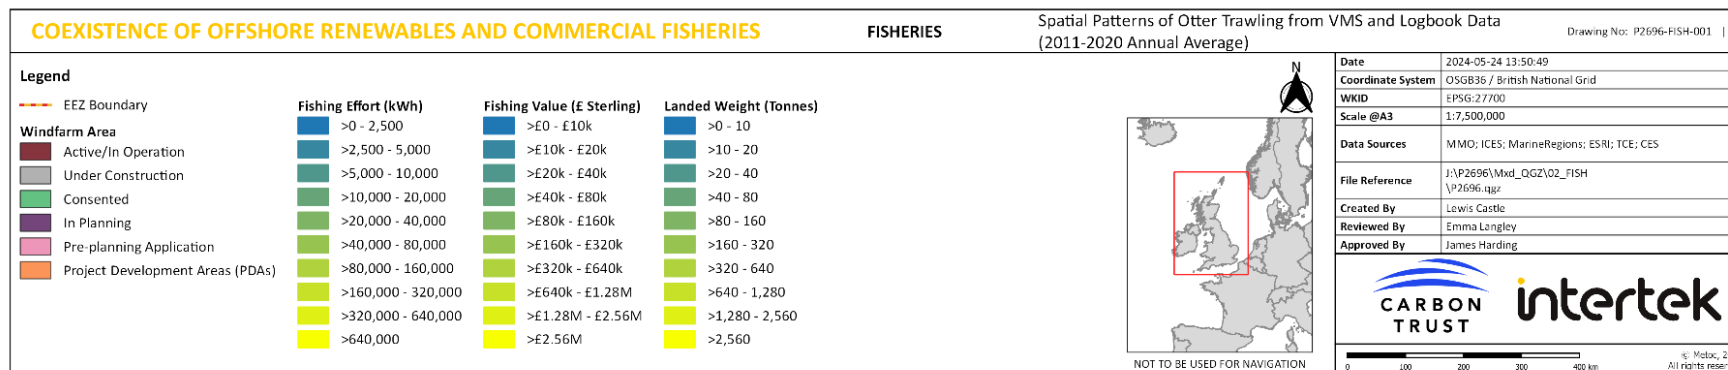 COEXISTENCE OF OFFSHORE RENEWABLES AND COMMERCIAL FISHERIES
FISHERIES
Spatial Patterns of Otter Trawling from VMS and Logbook Data
(2011-2020 Annual Average)
Drawing No: P2696-FISH-001 |
Legend
EEZ Boundary
Windfarm Area
Active/In Operation
Under Construction
Consented
In Planning
Pre-planning Application
Project Development Areas (PDAs)
Fishing Effort (kWh)
>0 - 2,500
>2,500 - 5,000
>5,000 - 10,000
>10,000 - 20,000
>20,000 - 40,000
>40,000 - 80,000
>80,000 - 160,000
>160,000 - 320,000
>320,000 - 640,000
>640,000
Fishing Value (£ Sterling)
>£0 - £10k
>£10k - £20k
>£20k - £40k
>£40k - £80k
>£80k - £160k
>£160k - £320k
>£320k - £640k
>£640k - £1.28M
>£1.28M - £2.56M
>£2.56M
Landed Weight (Tonnes)
>0 - 10
>10 - 20
>20 - 40
>40 - 80
>80 - 160
>160 - 320
>320 - 640
>640 - 1,280
>1,280 - 2,560
>2,560
N
NOT TO BE USED FOR NAVIGATION
Date 2024-05-24 13:50:49
Coordinate System OSGB36 / British National Grid
WKID EPSG:27700
Scale @A3 1:7,500,000
Data Sources MMO; ICES; MarineRegions; ESRI; TCE; CES
File Reference J:\P2696\Mxd_QGZ\02_FISH
\P2696.qgz
Created By Lewis Castle
Reviewed By Emma Langley
Approved By James Harding
CARBON
TRUST
intertek
0 100 200 300 400 km
© Metoc, 2
All rights reser